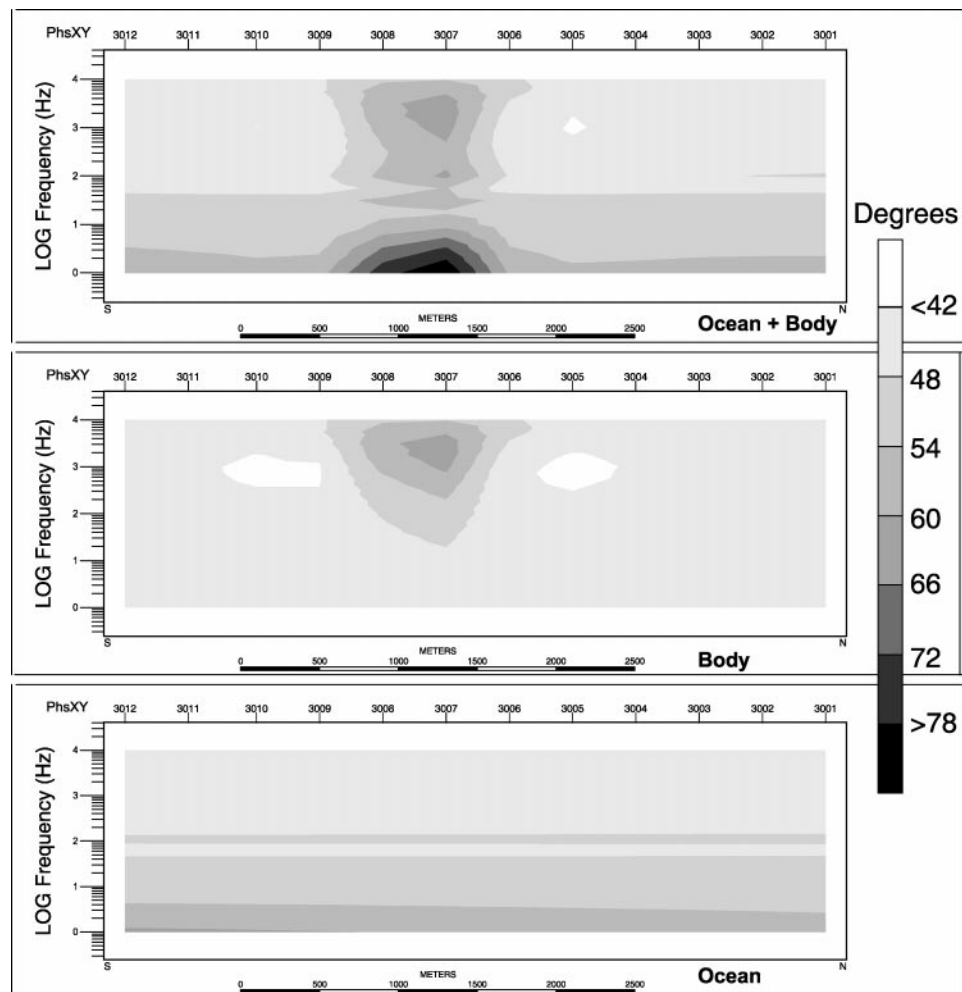 PhsXY 3012 3011 3010 3009 3008 3007 3006 3005 3004 3003 3002 3001
LOG Frequency (Hz)
4
3
2
1
0
S N
METERS
0 500 1000 1500 2000 2500
Ocean + Body
Degrees
<42
48
54
60
66
72
>78
PhsXY 3012 3011 3010 3009 3008 3007 3006 3005 3004 3003 3002 3001
LOG Frequency (Hz)
4
3
2
1
0
S N
METERS
0 500 1000 1500 2000 2500
Body
PhsXY 3012 3011 3010 3009 3008 3007 3006 3005 3004 3003 3002 3001
LOG Frequency (Hz)
4
3
2
1
0
S N
METERS
0 500 1000 1500 2000 2500
Ocean